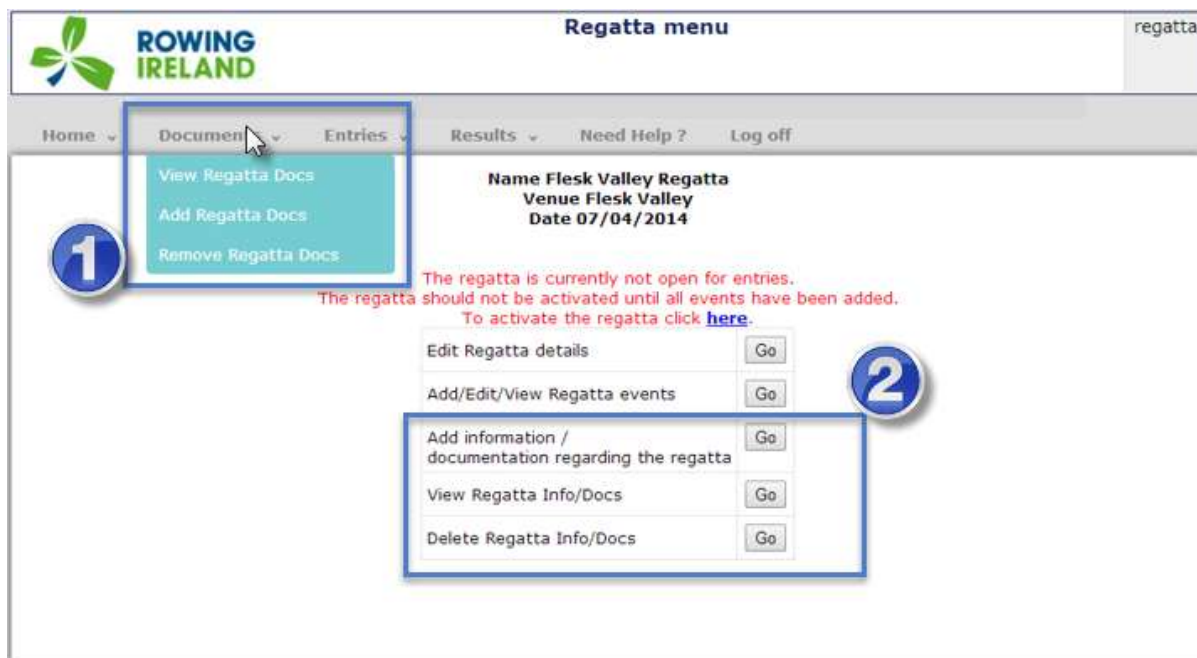 ROWING
IRELAND
Regatta menu
regatta
Home
Document
Entries
Results
Need Help ?
Log off
View Regatta Docs
Add Regatta Docs
Remove Regatta Docs
1
Name Flesk Valley Regatta
Venue Flesk Valley
Date 07/04/2014
The regatta is currently not open for entries.
The regatta should not be activated until all events have been added.
To activate the regatta click here.
Edit Regatta details Go
Add/Edit/View Regatta events Go
2
Add information / Go
documentation regarding the regatta
View Regatta Info/Docs Go
Delete Regatta Info/Docs Go